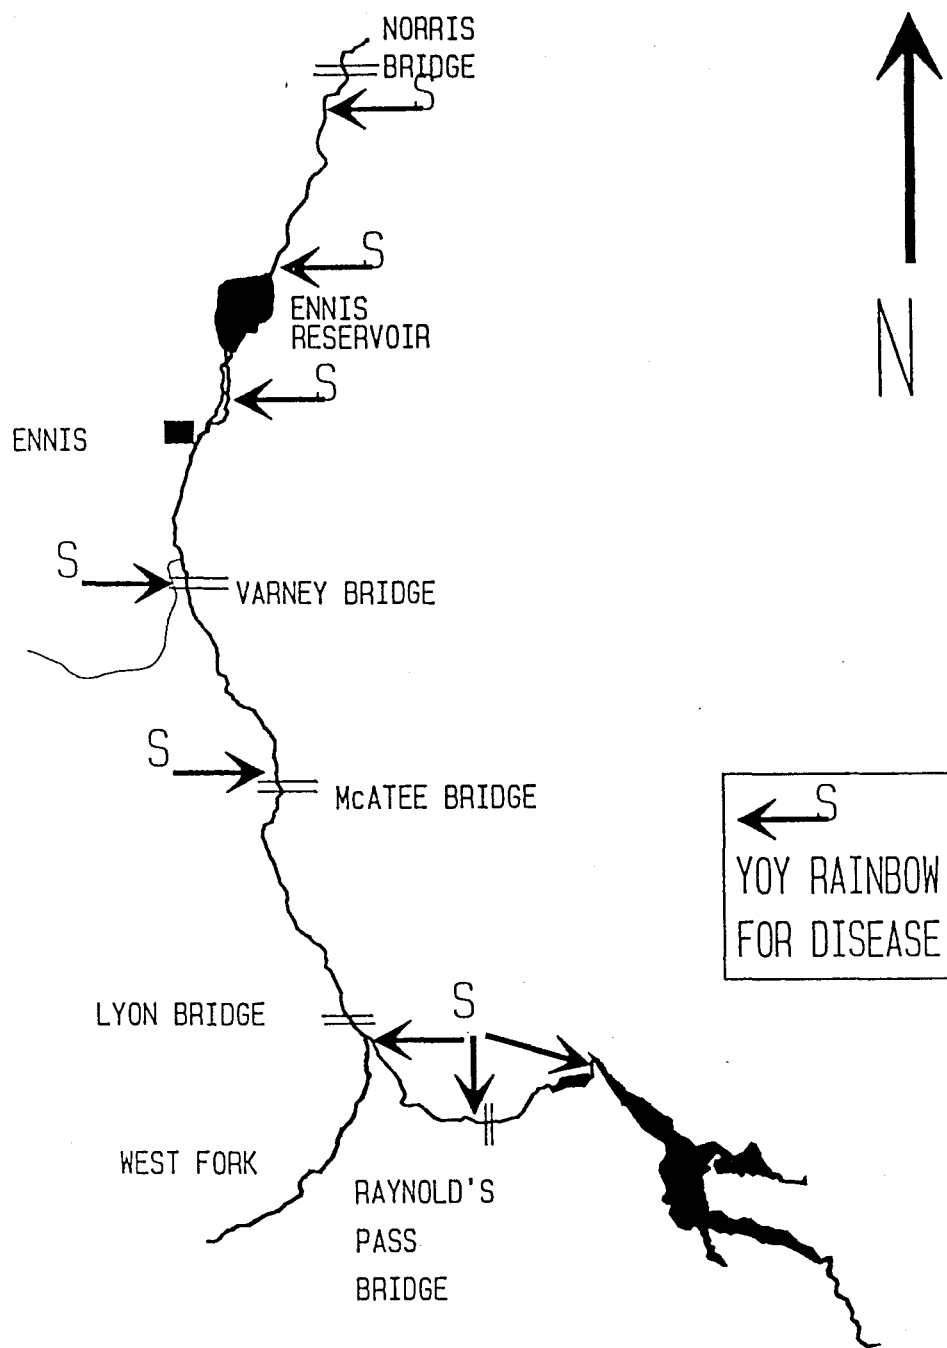 NORRIS
BRIDGE
S
S
ENNIS
RESERVOIR
S
N
ENNIS
S
VARNEY BRIDGE
S
McATEE BRIDGE
S
YOY RAINBOW
FOR DISEASE
LYON BRIDGE
S
WEST FORK
RAYNOLD'S
PASS
BRIDGE